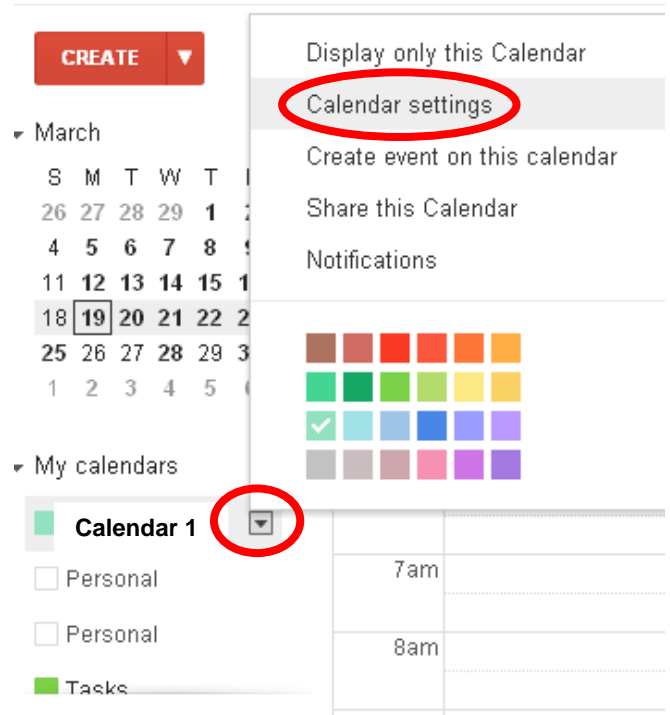 CREATE
Display only this Calendar
Calendar settings
Create event on this calendar
Share this Calendar
Notifications
March
S M T W T
26 27 28 29 1
4 5 6 7 8
11 12 13 14 15
18 19 20 21 22
25 26 27 28 29
1 2 3 4 5
My calendars
Calendar 1
Personal
Personal
Tasks
7am
8am